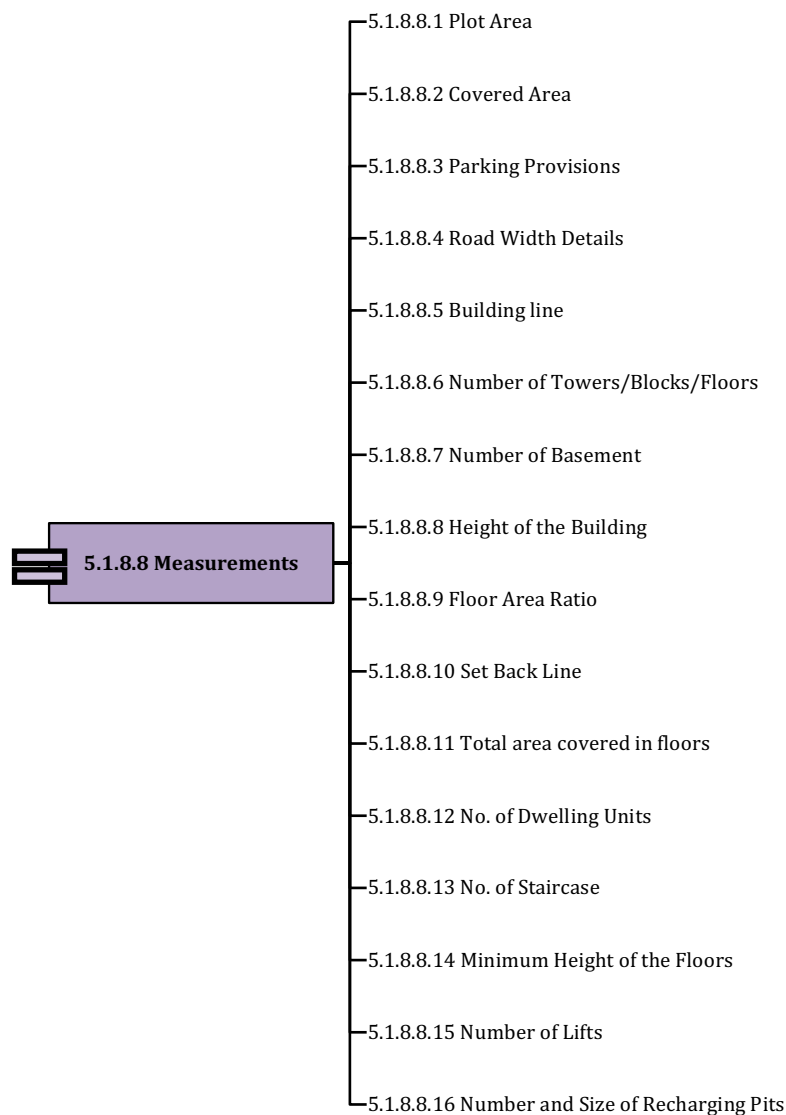 5.1.8.8.1 Plot Area
5.1.8.8.2 Covered Area
5.1.8.8.3 Parking Provisions
5.1.8.8.4 Road Width Details
5.1.8.8.5 Building line
5.1.8.8.6 Number of Towers/Blocks/Floors
5.1.8.8.7 Number of Basement
5.1.8.8.8 Height of the Building
5.1.8.8 Measurements
5.1.8.8.9 Floor Area Ratio
5.1.8.8.10 Set Back Line
5.1.8.8.11 Total area covered in floors
5.1.8.8.12 No. of Dwelling Units
5.1.8.8.13 No. of Staircase
5.1.8.8.14 Minimum Height of the Floors
5.1.8.8.15 Number of Lifts
5.1.8.8.16 Number and Size of Recharging Pits